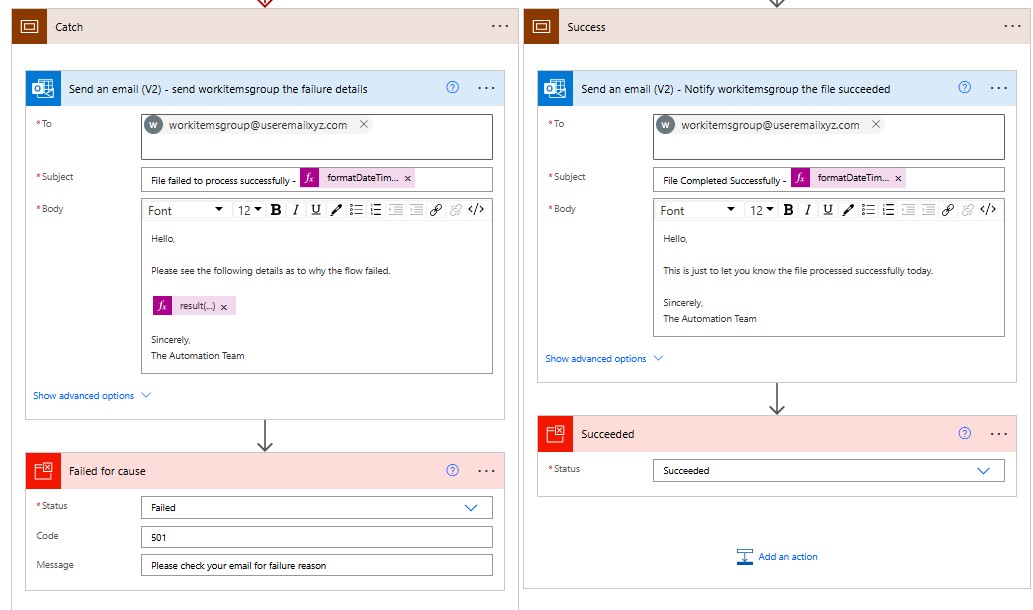 Catch
Send an email (V2) - send workitemsgroup the failure details
* To
W workitemsgroup@useremailxyz.com ×
* Subject
File failed to process successfully - fx formatDateTim... ×
* Body
Font 12 B I U </>
Hello,
Please see the following details as to why the flow failed.
fx result(...) ×
Sincerely,
The Automation Team
Show advanced options
Failed for cause
* Status
Failed
Code
501
Message
Please check your email for failure reason
Success
Send an email (V2) - Notify workitemsgroup the file succeeded
* To
W workitemsgroup@useremailxyz.com ×
* Subject
File Completed Successfully - fx formatDateTim... ×
* Body
Font 12 B I U </>
Hello,
This is just to let you know the file processed successfully today.
Sincerely,
The Automation Team
Show advanced options
Succeeded
* Status
Succeeded
Add an action